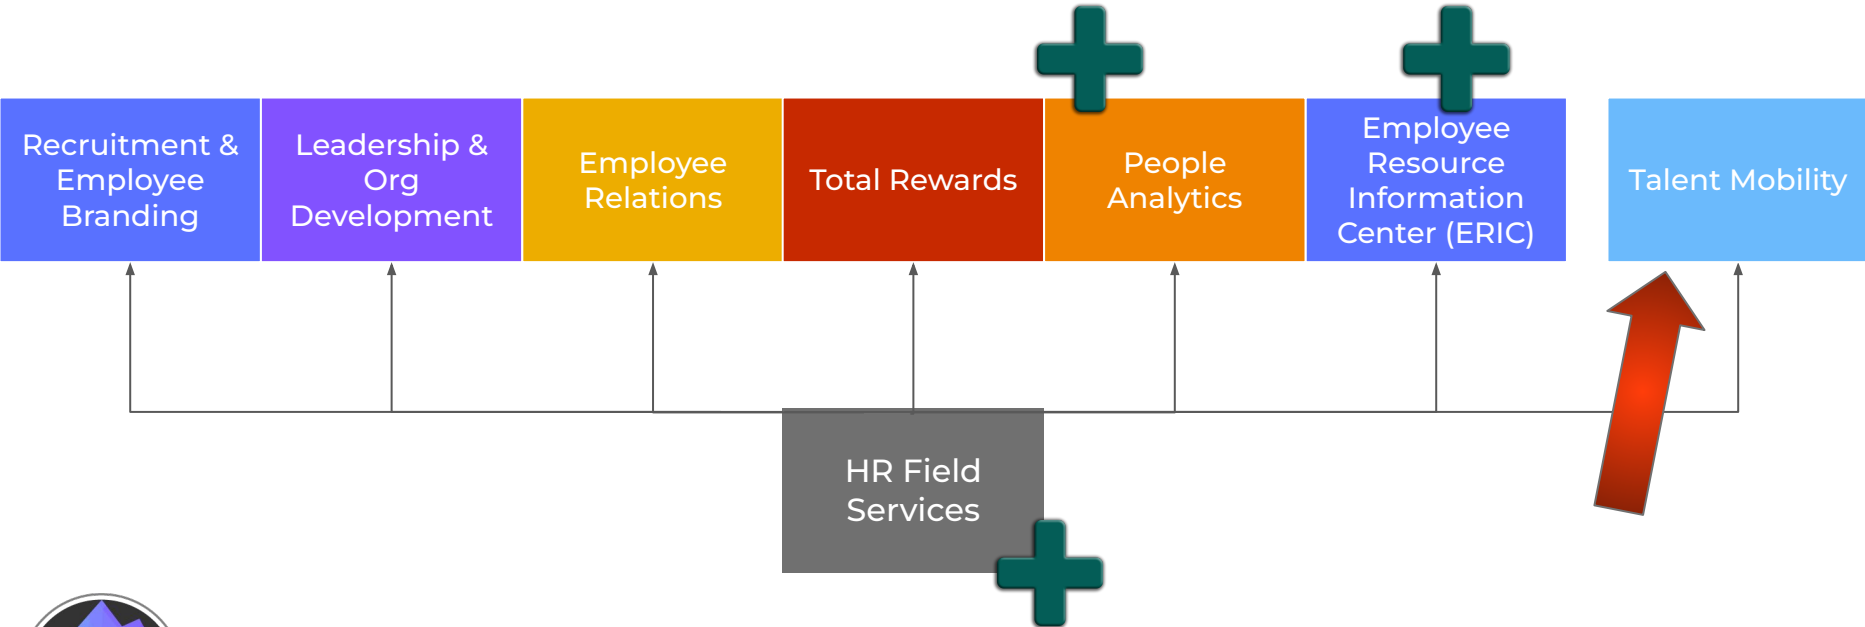 Recruitment &
Employee
Branding
Leadership &
Org
Development
Employee
Relations
Total Rewards
People
Analytics
Employee
Resource
Information
Center (ERIC)
Talent Mobility
HR Field
Services